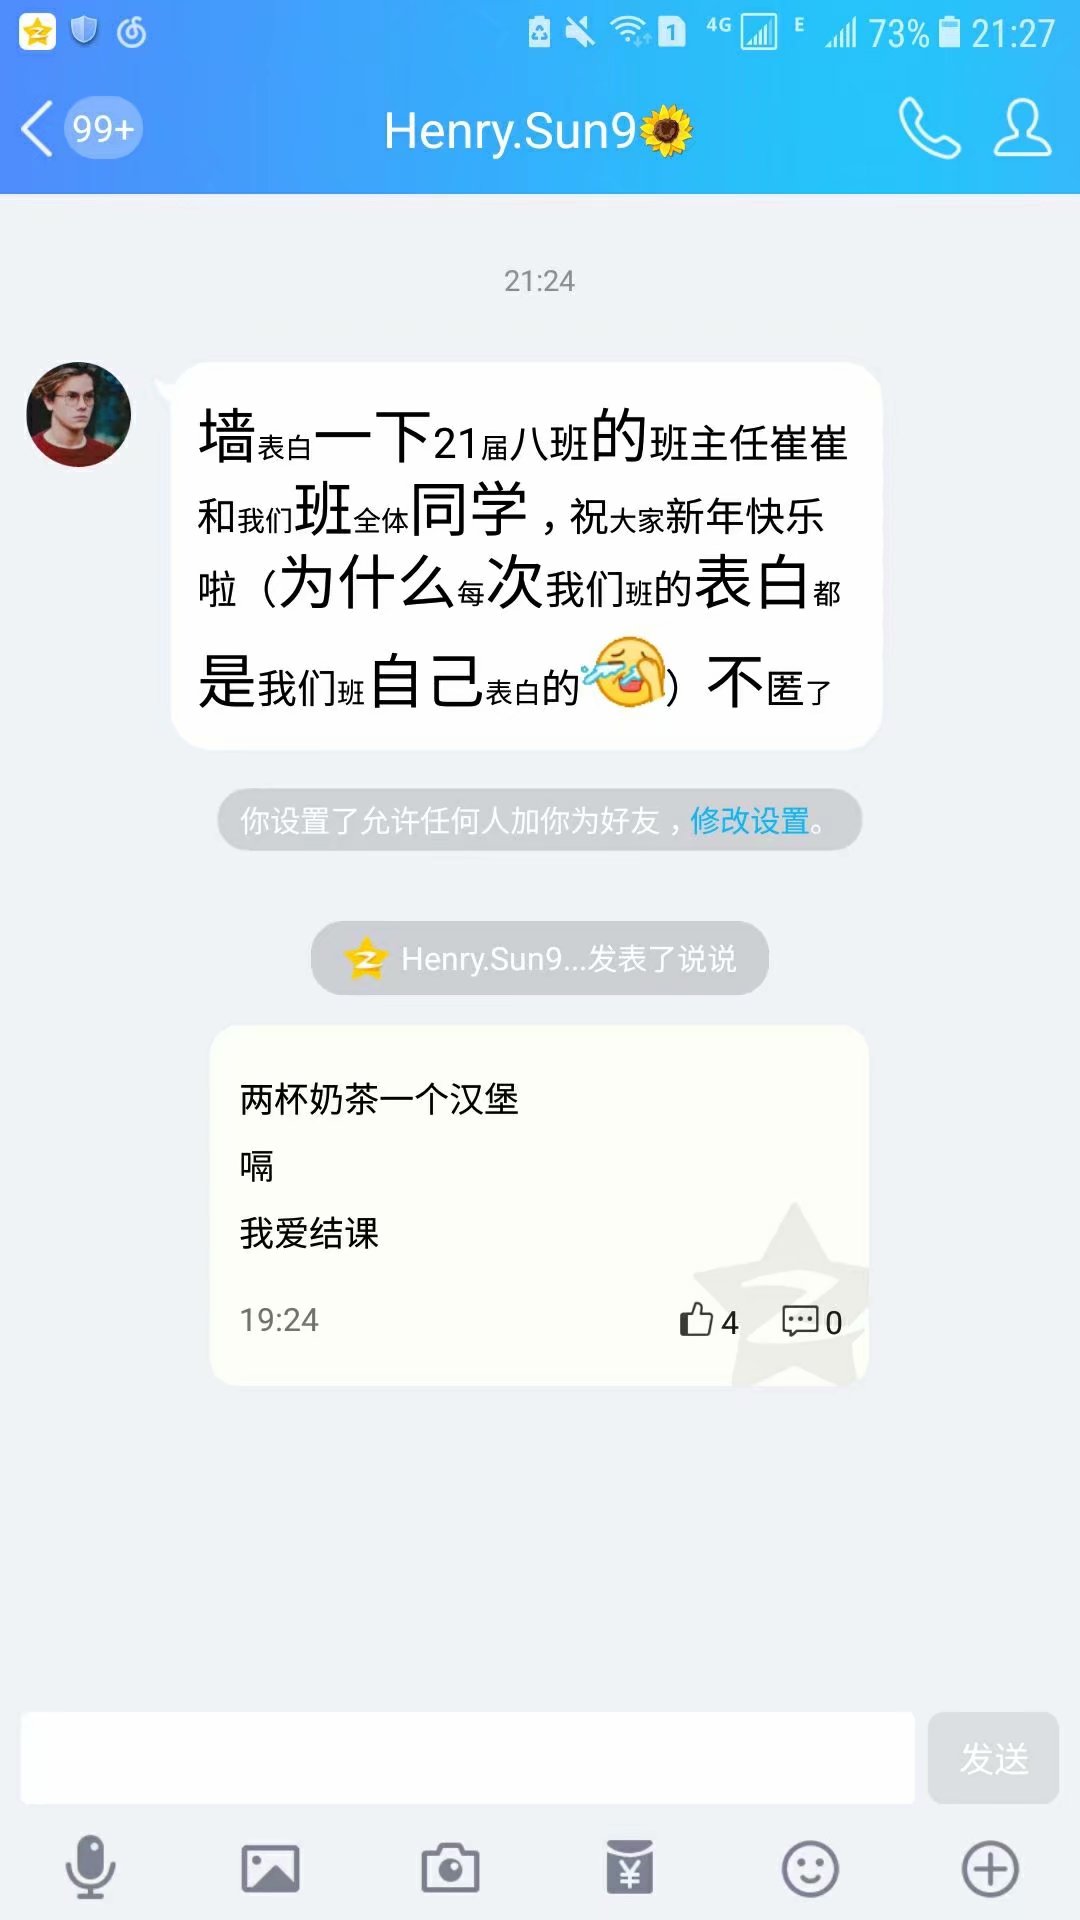 4G E 73% 21:27
99+ Henry.Sun9
21:24
墙表白一下21届八班的班主任崔崔
和我们班全体同学，祝大家新年快乐
啦（为什么每次我们班的表白都
是我们班自己表白的）不匿了
你设置了允许任何人加你为好友，修改设置。
Henry.Sun9...发表了说说
两杯奶茶一个汉堡
嗝
我爱结课
19:24 4 0
发送